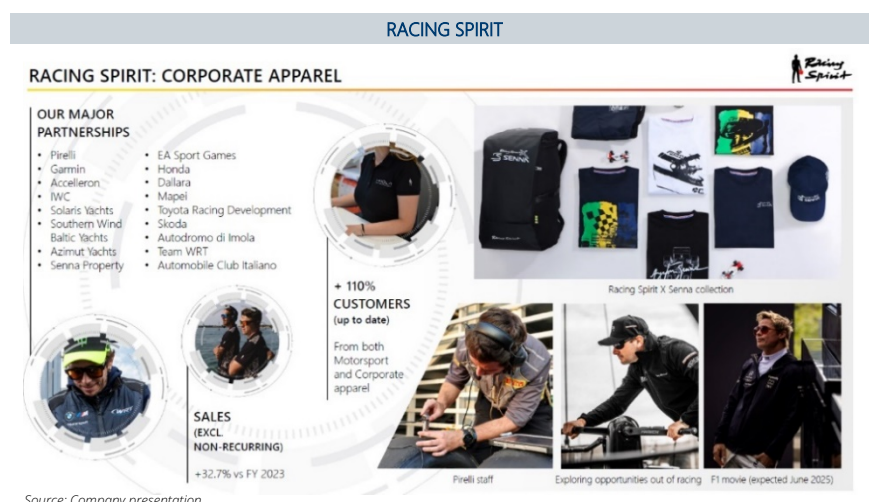 RACING SPIRIT
RACING SPIRIT: CORPORATE APPAREL
Racing
Spirit
OUR MAJOR
PARTNERSHIPS
• Pirelli
• Garmin
• Accelleron
• IWC
• Solaris Yachts
• Southern Wind
Baltic Yachts
• Azimut Yachts
• Senna Property
• EA Sport Games
• Honda
• Dallara
• Mapei
• Toyota Racing Development
• Skoda
• Autodromo di Imola
• Team WRT
• Automobile Club Italiano
SENNA
Racing Spirit X Senna collection
+ 110%
CUSTOMERS
(up to date)
From both
Motorsport
and Corporate
apparel
SALES
(EXCL.
NON-RECURRING)
+32.7% vs FY 2023
Pirelli staff
Exploring opportunities out of racing
F1 movie (expected June 2025)
Source: Company presentation